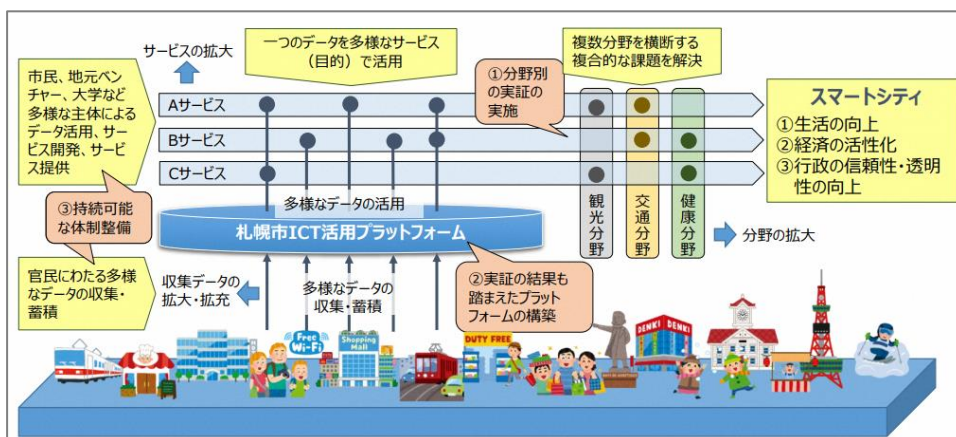 サービスの拡大
一つのデータを多様なサービス
（目的）で活用
複数分野を横断する
複合的な課題を解決
市民、地元ベン
チャー、大学など
多様な主体による
データ活用、サー
ビス開発、サービ
ス提供
Aサービス
Bサービス
Cサービス
①分野別
の実証の
実施
スマートシティ
①生活の向上
②経済の活性化
③行政の信頼性・透明
性の向上
③持続可能
な体制整備
多様なデータの活用
札幌市ICT活用プラットフォーム
観光分野
交通分野
健康分野
分野の拡大
官民にわたる多様
なデータの収集・
蓄積
収集データの
拡大・拡充
多様なデータの
収集・蓄積
②実証の結果も
踏まえたプラット
フォームの構築
Free
Wi-Fi
Shopping
Mall
DUTY FREE
DENKI
DENKI